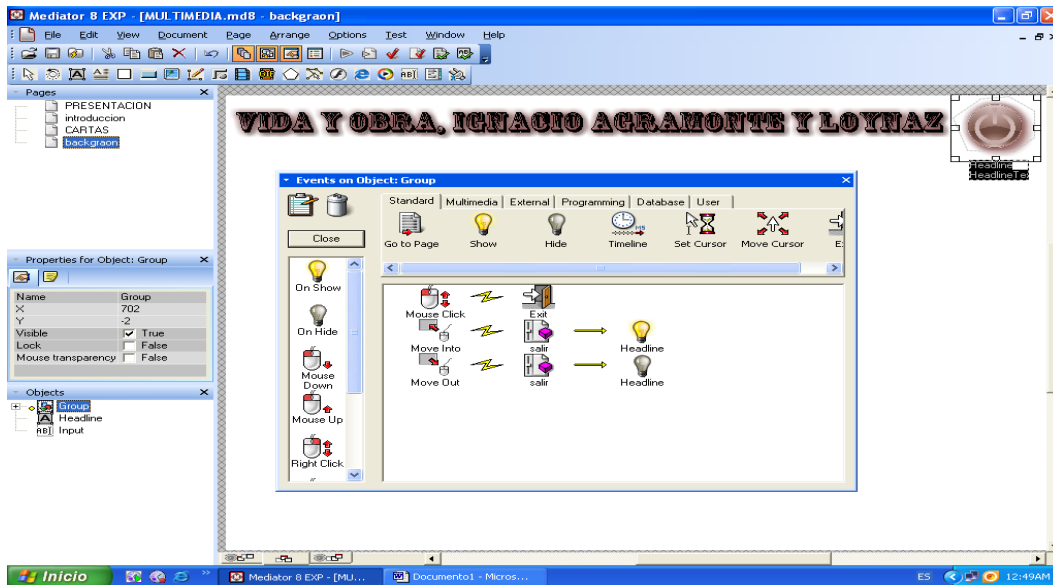 Mediator 8 EXP - [MULTIMEDIA.md8 - backgraon]
File Edit View Document Page Arrange Options Test Window Help
Pages
PRESENTACION
introduccion
CARTAS
backgraon
VIDA Y OBRA, IGNACIO AGRAMONTE Y LOYNAZ
Headline
HeadlineTe
Events on Object: Group
Close
Standard Multimedia External Programming Database User
Go to Page Show Hide Timeline Set Cursor Move Cursor E
On Show
On Hide
Mouse Down
Mouse Up
Right Click
Mouse Click Exit
Move Into salir Headline
Move Out salir Headline
Properties for Object: Group
Name Group
X 702
Y -2
Visible True
Lock False
Mouse transparency False
Objects
Group
Headline
ABI Input
Inicio Mediator 8 EXP - [MU... Documento1 - Micros... ES 12:49AM